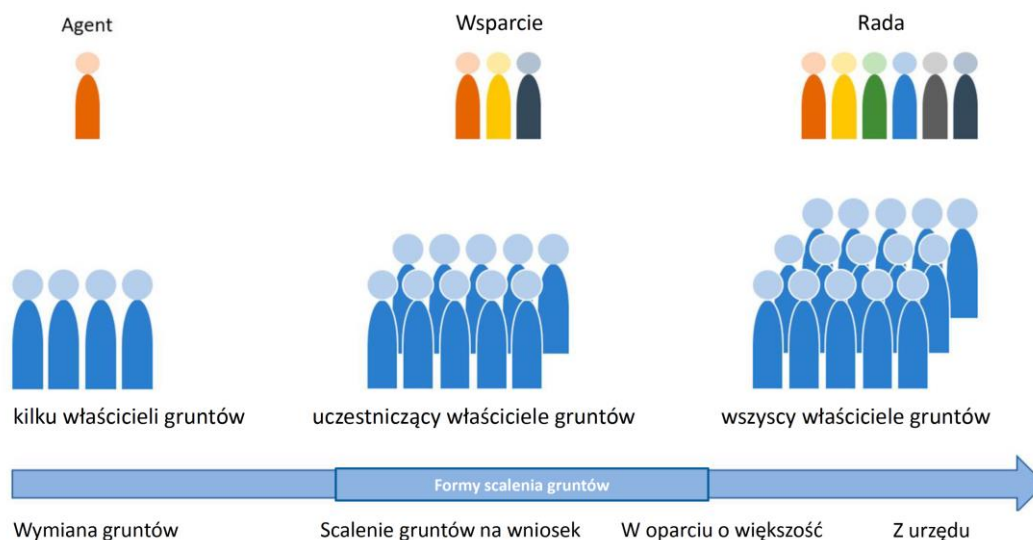 Agent
Wsparcie
Rada
kilku właścicieli gruntów
uczestniczący właściciele gruntów
wszyscy właściciele gruntów
Formy scalenia gruntów
Wymiana gruntów
Scalenie gruntów na wniosek
W oparciu o większość
Z urzędu